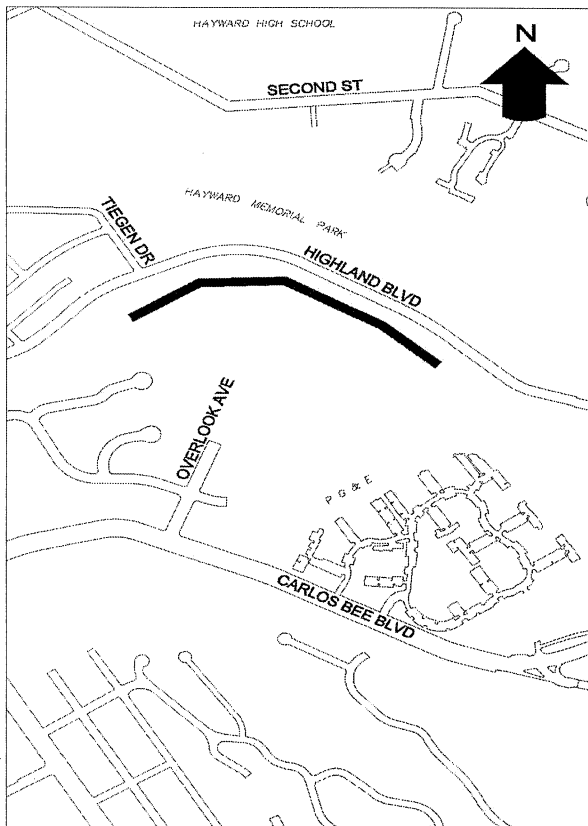 HAYWARD HIGH SCHOOL
N
SECOND ST
HAYWARD MEMORIAL PARK
TIEGEN DR
HIGHLAND BLVD
OVERLOOK AVE
P G & E
CARLOS BEE BLVD